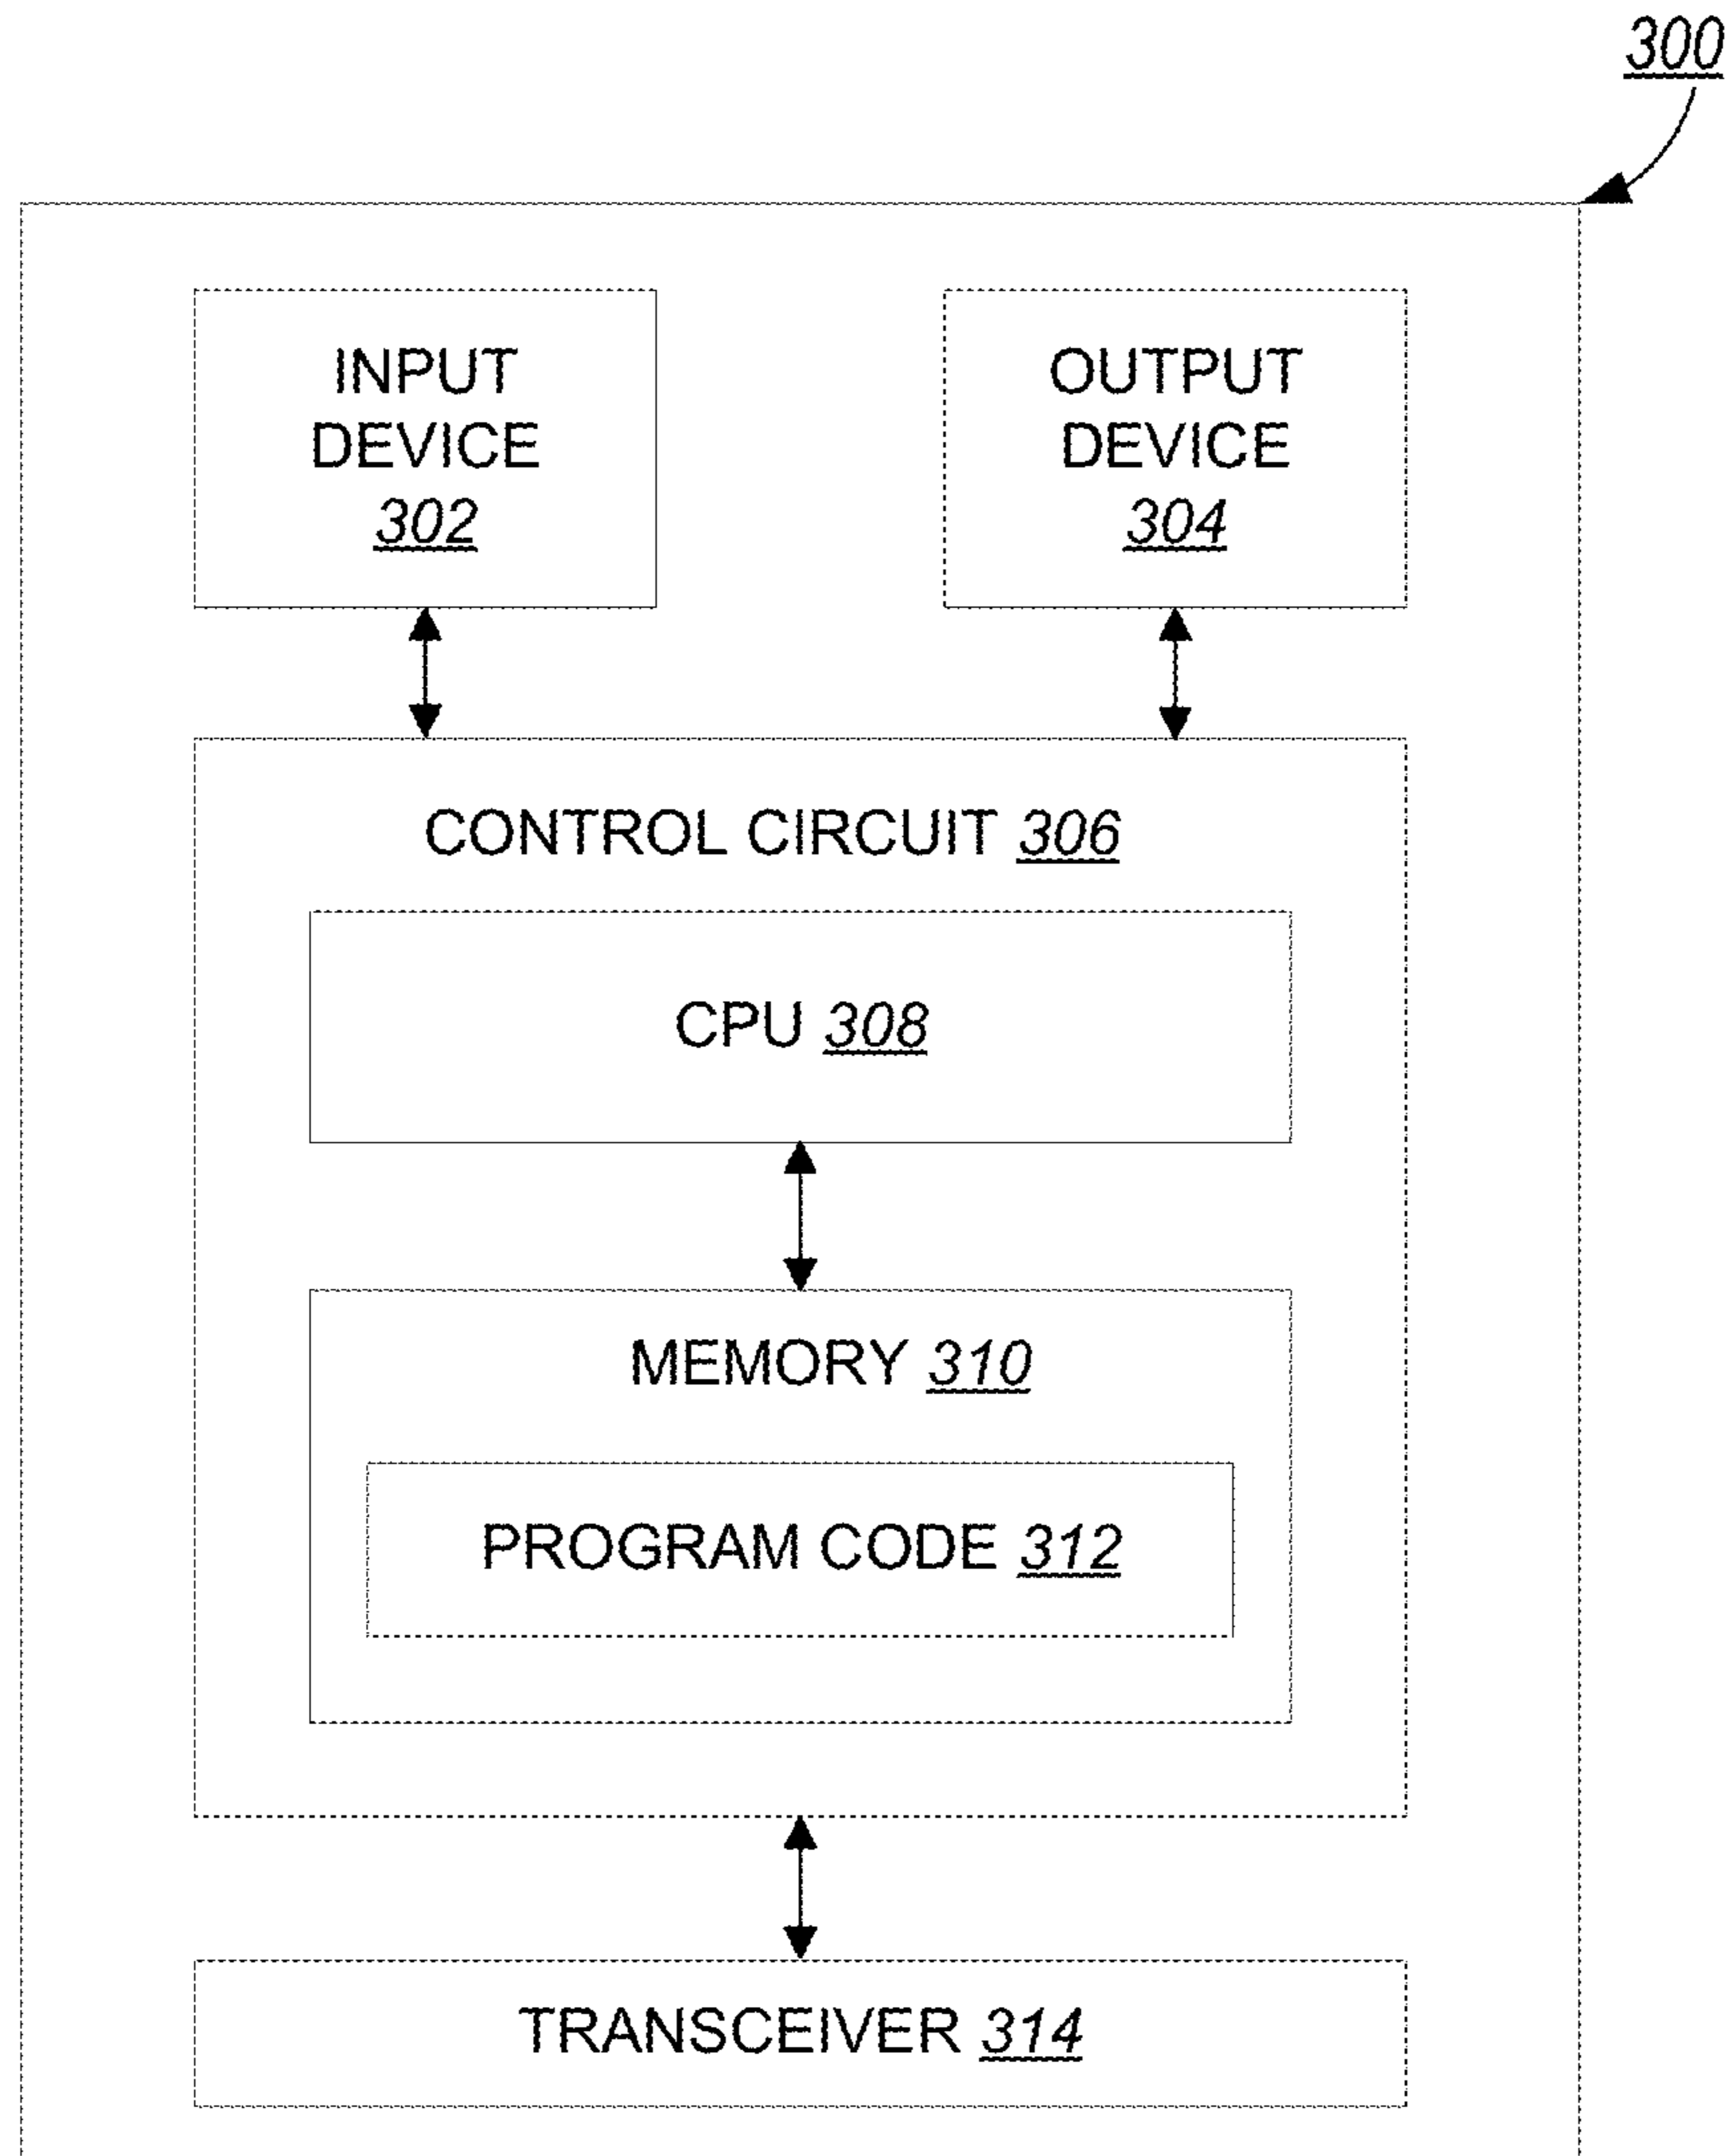 300
INPUT
DEVICE
302
OUTPUT
DEVICE
304
CONTROL CIRCUIT 306
CPU 308
MEMORY 310
PROGRAM CODE 312
TRANSCEIVER 314